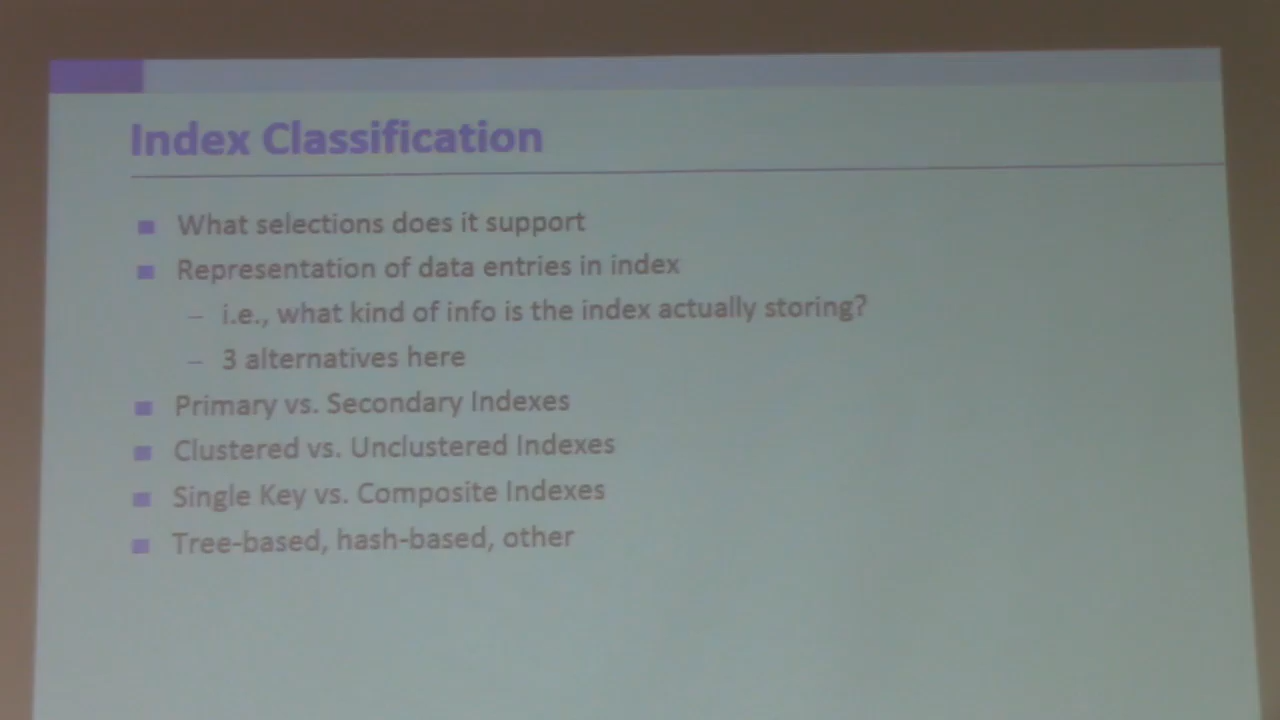 Index Classification
What selections does it support
Representation of data entries in index
– i.e., what kind of info is the index actually storing?
– 3 alternatives here
Primary vs. Secondary Indexes
Clustered vs. Unclustered Indexes
Single Key vs. Composite Indexes
Tree-based, hash-based, other